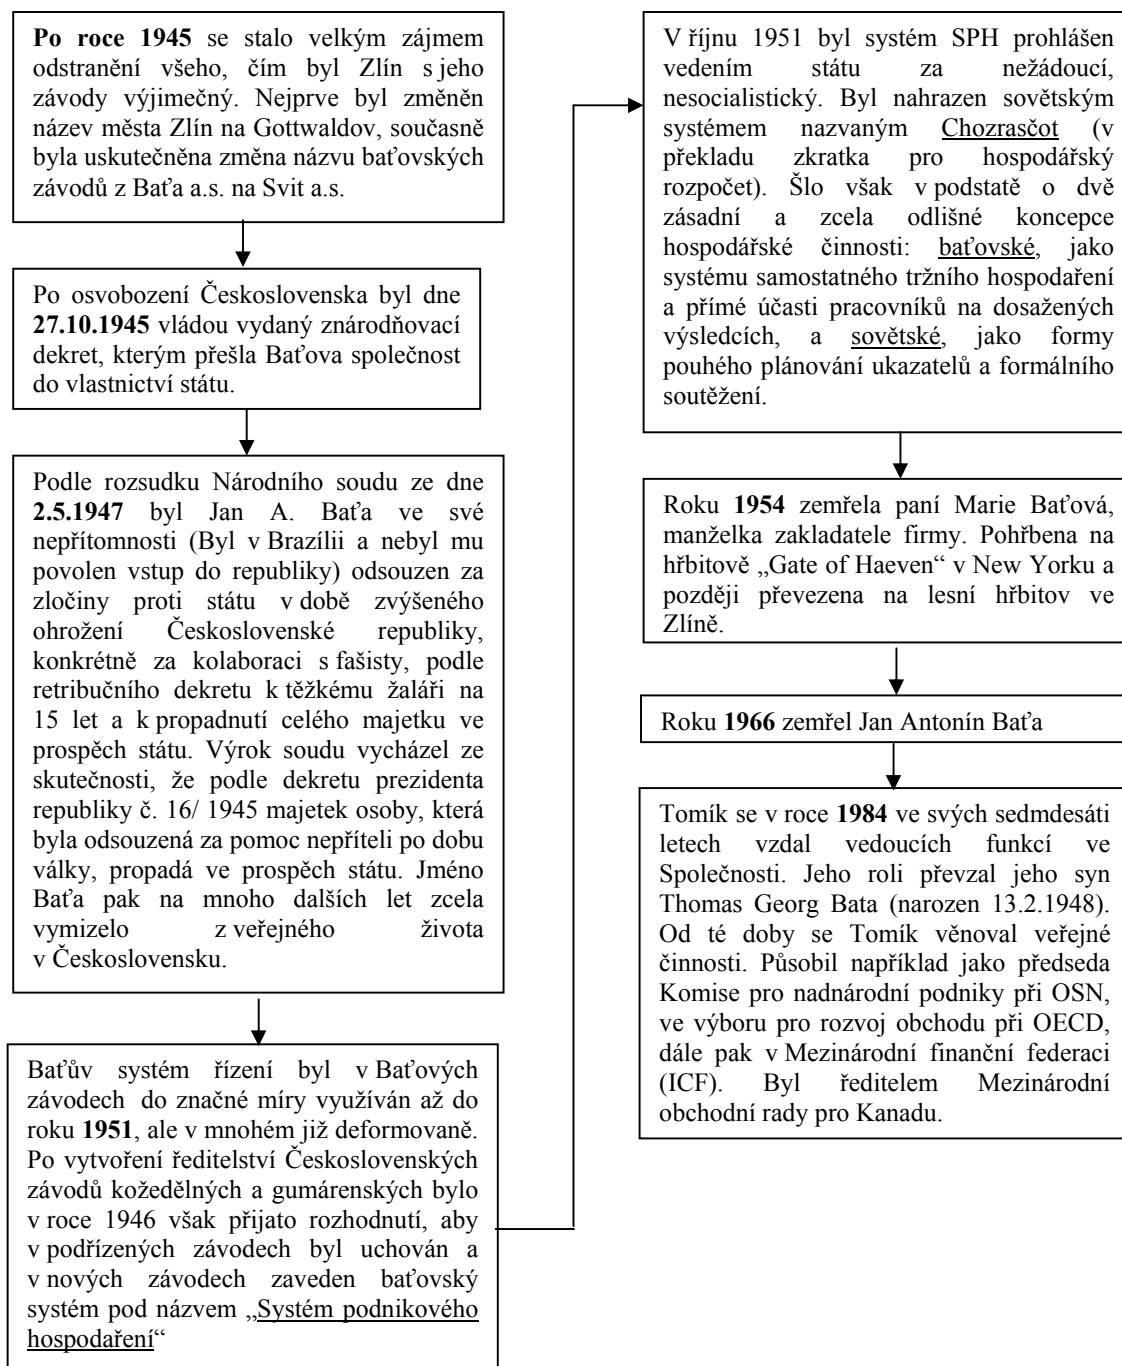 Po roce 1945 se stalo velkým zájmem
odstranění všeho, čím byl Zlín s jeho
závody výjimečný. Nejprve byl změněn
název města Zlín na Gottwaldov, současně
byla uskutečněna změna názvu baťovských
závodů z Baťa a.s. na Svit a.s.
Po osvobození Československa byl dne
27.10.1945 vládou vydaný znárodňovací
dekret, kterým přešla Baťova společnost
do vlastnictví státu.
Podle rozsudku Národního soudu ze dne
2.5.1947 byl Jan A. Baťa ve své
nepřítomnosti (Byl v Brazílii a nebyl mu
povolen vstup do republiky) odsouzen za
zločiny proti státu v době zvýšeného
ohrožení Československé republiky,
konkrétně za kolaboraci s fašisty, podle
retribučního dekretu k těžkému žaláři na
15 let a k propadnutí celého majetku ve
prospěch státu. Výrok soudu vycházel ze
skutečnosti, že podle dekretu prezidenta
republiky č. 16/ 1945 majetek osoby, která
byla odsouzená za pomoc nepříteli po dobu
války, propadá ve prospěch státu. Jméno
Baťa pak na mnoho dalších let zcela
vymizelo z veřejného života
v Československu.
Baťův systém řízení byl v Baťových
závodech do značné míry využíván až do
roku 1951, ale v mnohém již deformovaně.
Po vytvoření ředitelství Československých
závodů kožedělných a gumárenských bylo
v roce 1946 však přijato rozhodnutí, aby
v podřízených závodech byl uchován a
v nových závodech zaveden baťovský
systém pod názvem „Systém podnikového
hospodaření“
V říjnu 1951 byl systém SPH prohlášen
vedením státu za nežádoucí,
nesocialistický. Byl nahrazen sovětským
systémem nazvaným Chozrasčot (v
překladu zkratka pro hospodářský
rozpočet). Šlo však v podstatě o dvě
zásadní a zcela odlišné koncepce
hospodářské činnosti: baťovské, jako
systému samostatného tržního hospodaření
a přímé účasti pracovníků na dosažených
výsledcích, a sovětské, jako formy
pouhého plánování ukazatelů a formálního
soutěžení.
Roku 1954 zemřela paní Marie Baťová,
manželka zakladatele firmy. Pohřbena na
hřbitově „Gate of Haeven“ v New Yorku a
později převezena na lesní hřbitov ve
Zlíně.
Roku 1966 zemřel Jan Antonín Baťa
Tomík se v roce 1984 ve svých sedmdesáti
letech vzdal vedoucích funkcí ve
Společnosti. Jeho roli převzal jeho syn
Thomas Georg Bata (narozen 13.2.1948).
Od té doby se Tomík věnoval veřejné
činnosti. Působil například jako předseda
Komise pro nadnárodní podniky při OSN,
ve výboru pro rozvoj obchodu při OECD,
dále pak v Mezinárodní finanční federaci
(ICF). Byl ředitelem Mezinárodní
obchodní rady pro Kanadu.